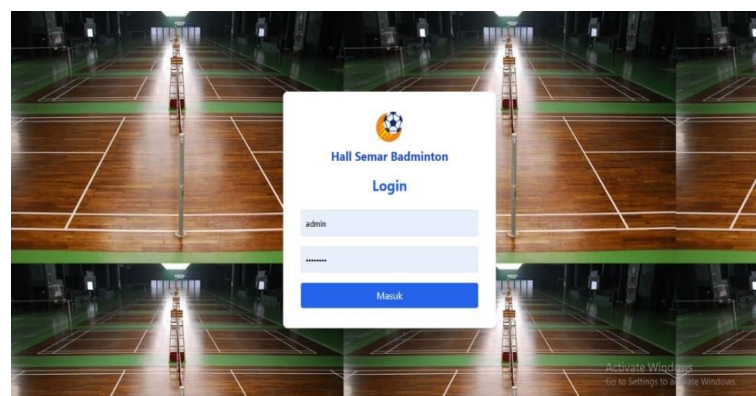 Hall Semar Badminton
Login
admin
••••••••
Masuk
Activate Windows
Go to Settings to activate Windows.